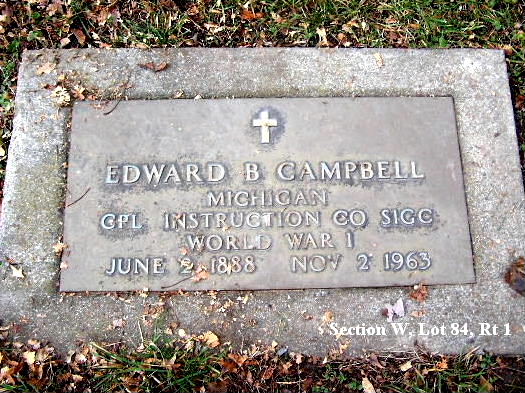 EDWARD B CAMPBELL
MICHIGAN
CPL INSTRUCTION CO SIGC
WORLD WAR I
JUNE 2 1888 NOV 2 1963
Section W, Lot 84, Rt 1